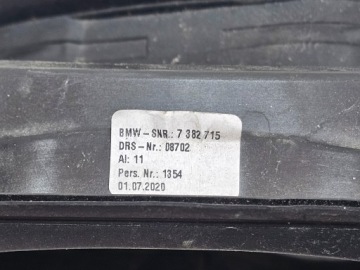 BMW-SNR.: 7 382 715
DRS-Nr.: 08702
AI: 11
Pers. Nr.: 1354
01.07.2020